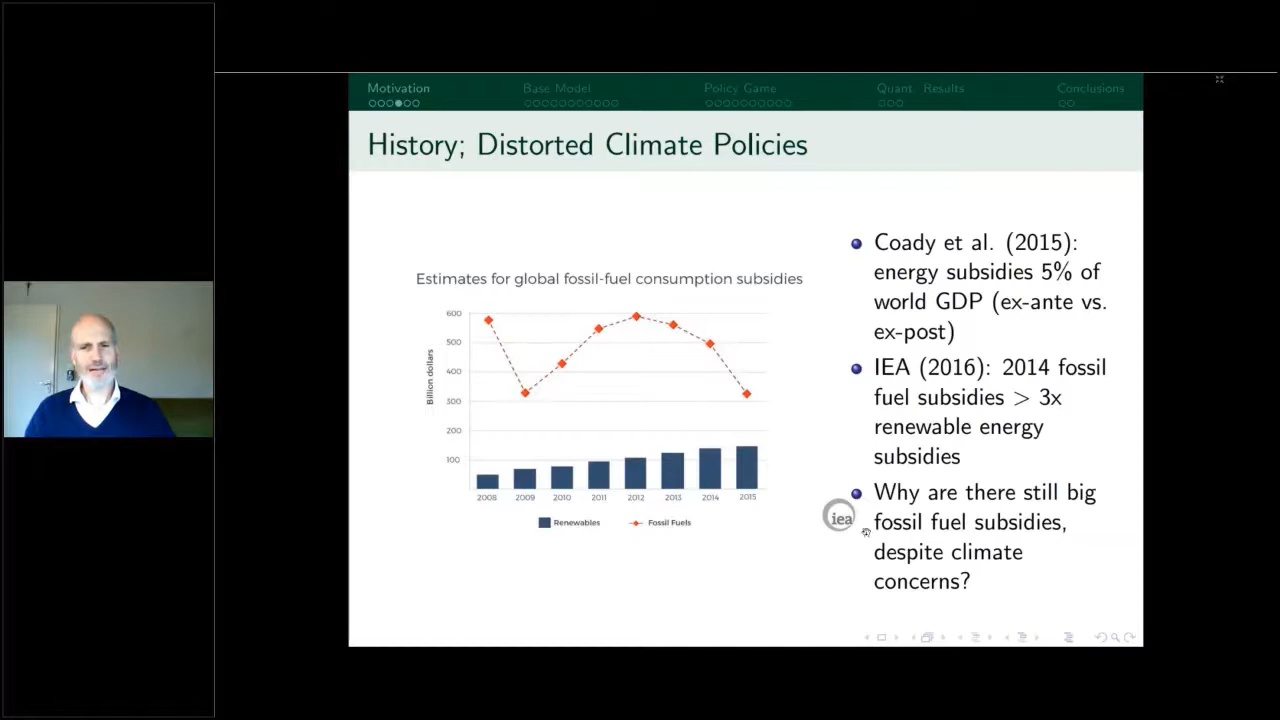 Motivation
Base Model
Policy Game
Quant. Results
Conclusions
History; Distorted Climate Policies
Estimates for global fossil-fuel consumption subsidies
Billion dollars
600
500
400
300
200
100
2008 2009 2010 2011 2012 2013 2014 2015
Renewables Fossil Fuels
iea
Coady et al. (2015):
energy subsidies 5% of
world GDP (ex-ante vs.
ex-post)
IEA (2016): 2014 fossil
fuel subsidies > 3x
renewable energy
subsidies
Why are there still big
fossil fuel subsidies,
despite climate
concerns?